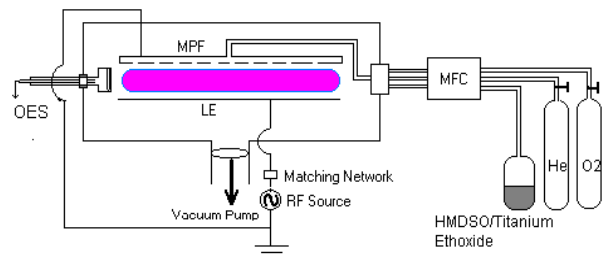 MPF
MFC
OES
LE
Matching Network
RF Source
Vacuum Pump
He
O2
HMDSO/Titanium
Ethoxide